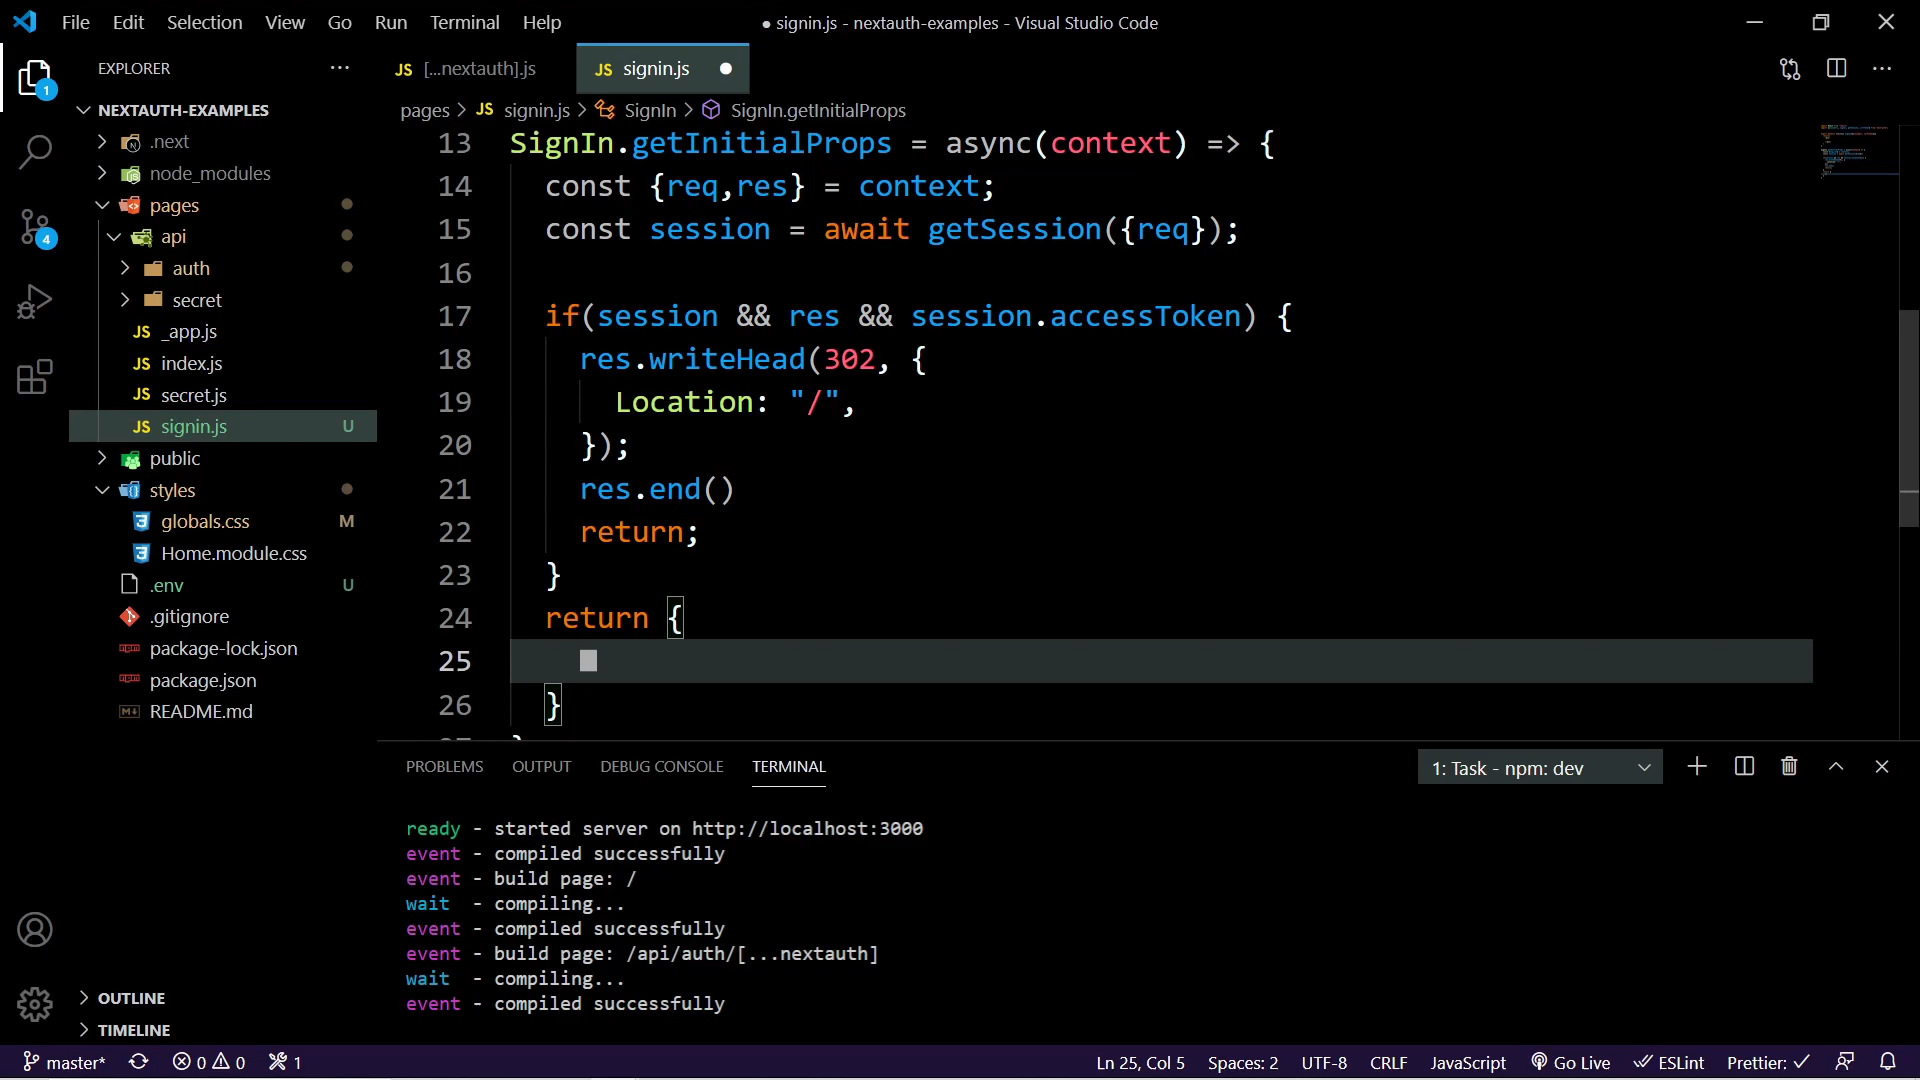 File Edit Selection View Go Run Terminal Help
● signin.js - nextauth-examples - Visual Studio Code
EXPLORER
1
4
NEXTAUTH-EXAMPLES
.next
node_modules
pages
api
auth
secret
JS _app.js
JS index.js
JS secret.js
JS signin.js U
public
styles
globals.css M
Home.module.css
.env U
.gitignore
package-lock.json
package.json
README.md
OUTLINE
TIMELINE
JS [...nextauth].js JS signin.js
pages > JS signin.js > SignIn > SignIn.getInitialProps
13 SignIn.getInitialProps = async(context) => {
14 const {req,res} = context;
15 const session = await getSession({req});
16
17 if(session && res && session.accessToken) {
18 res.writeHead(302, {
19 Location: "/",
20 });
21 res.end()
22 return;
23 }
24 return {
25
26 }
PROBLEMS OUTPUT DEBUG CONSOLE TERMINAL
1: Task - npm: dev
ready - started server on http://localhost:3000
event - compiled successfully
event - build page: /
wait - compiling...
event - compiled successfully
event - build page: /api/auth/[...nextauth]
wait - compiling...
event - compiled successfully
master* 0 0 1
Ln 25, Col 5 Spaces: 2 UTF-8 CRLF JavaScript Go Live ESLint Prettier: ✓